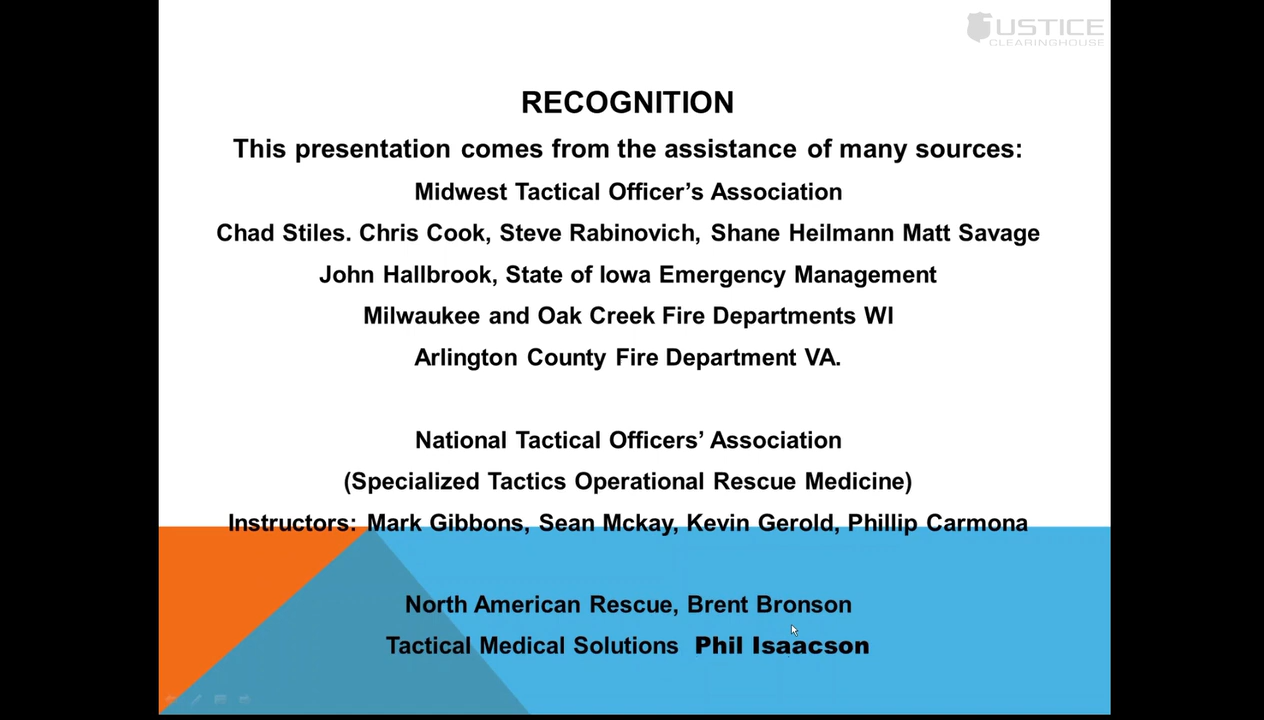 USTICE
CLEARINGHOUSE
RECOGNITION
This presentation comes from the assistance of many sources:
Midwest Tactical Officer’s Association
Chad Stiles. Chris Cook, Steve Rabinovich, Shane Heilmann Matt Savage
John Hallbrook, State of Iowa Emergency Management
Milwaukee and Oak Creek Fire Departments WI
Arlington County Fire Department VA.
National Tactical Officers’ Association
(Specialized Tactics Operational Rescue Medicine)
Instructors: Mark Gibbons, Sean Mckay, Kevin Gerold, Phillip Carmona
North American Rescue, Brent Bronson
Tactical Medical Solutions Phil Isaacson